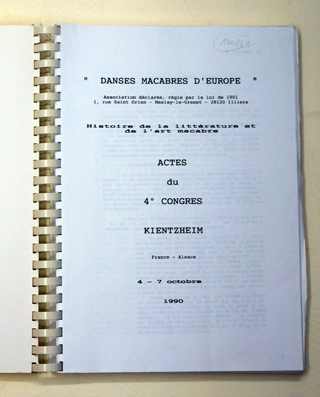 " DANSES MACABRES D'EUROPE "
Association déclarée, régie par la loi de 1901
1, rue Saint Orien - Meslay-le-Grenet - 28120 Illiers
Histoire de la littérature et
de l'art macabre
ACTES
du
4° CONGRES
KIENTZHEIM
France - Alsace
4 - 7 octobre
1990